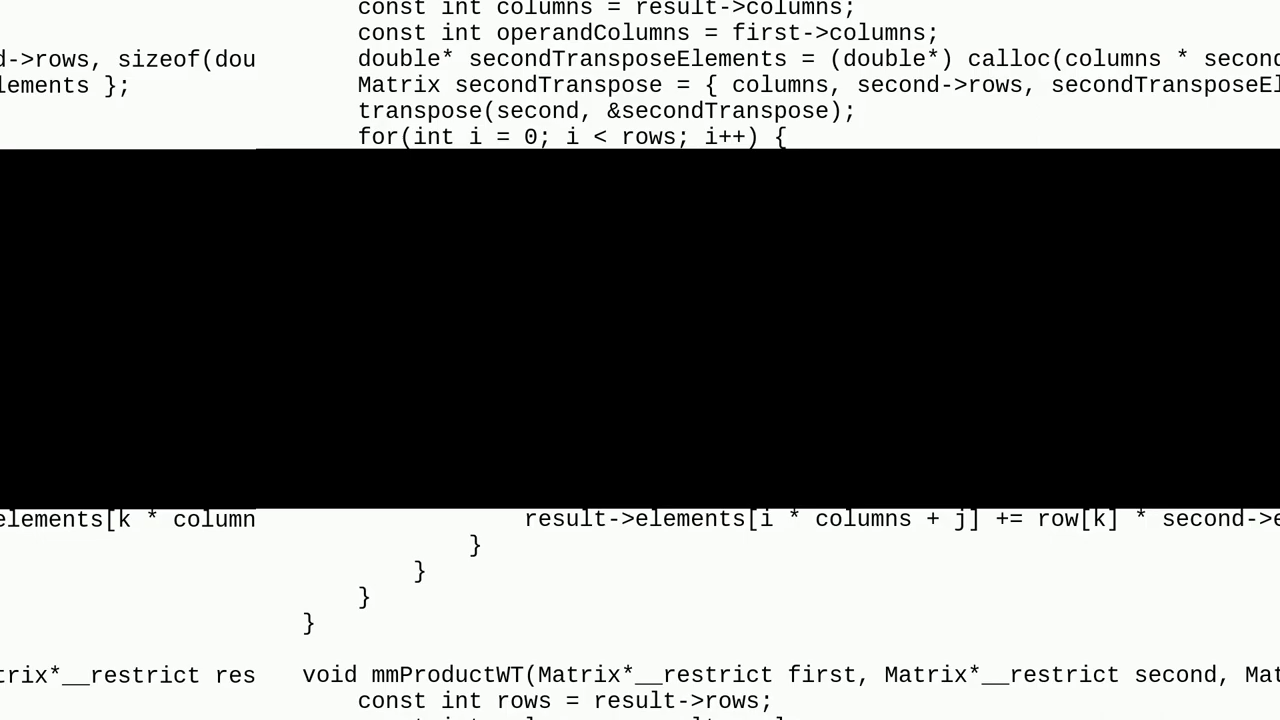 const int columns = result->columns;
const int operandColumns = first->columns;
d->rows, sizeof(dou double* secondTransposeElements = (double*) calloc(columns * second
lements }; Matrix secondTranspose = { columns, second->rows, secondTransposeEl
transpose(second, &secondTranspose);
for(int i = 0; i < rows; i++) {
elements[k * column result->elements[i * columns + j] += row[k] * second->e
}
}
}
}
trix*__restrict res void mmProductWT(Matrix*__restrict first, Matrix*__restrict second, Mat
const int rows = result->rows;